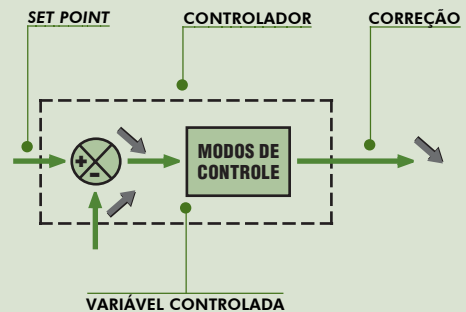 SET POINT
CONTROLADOR
CORREÇÃO
+
-
MODOS DE
CONTROLE
VARIÁVEL CONTROLADA